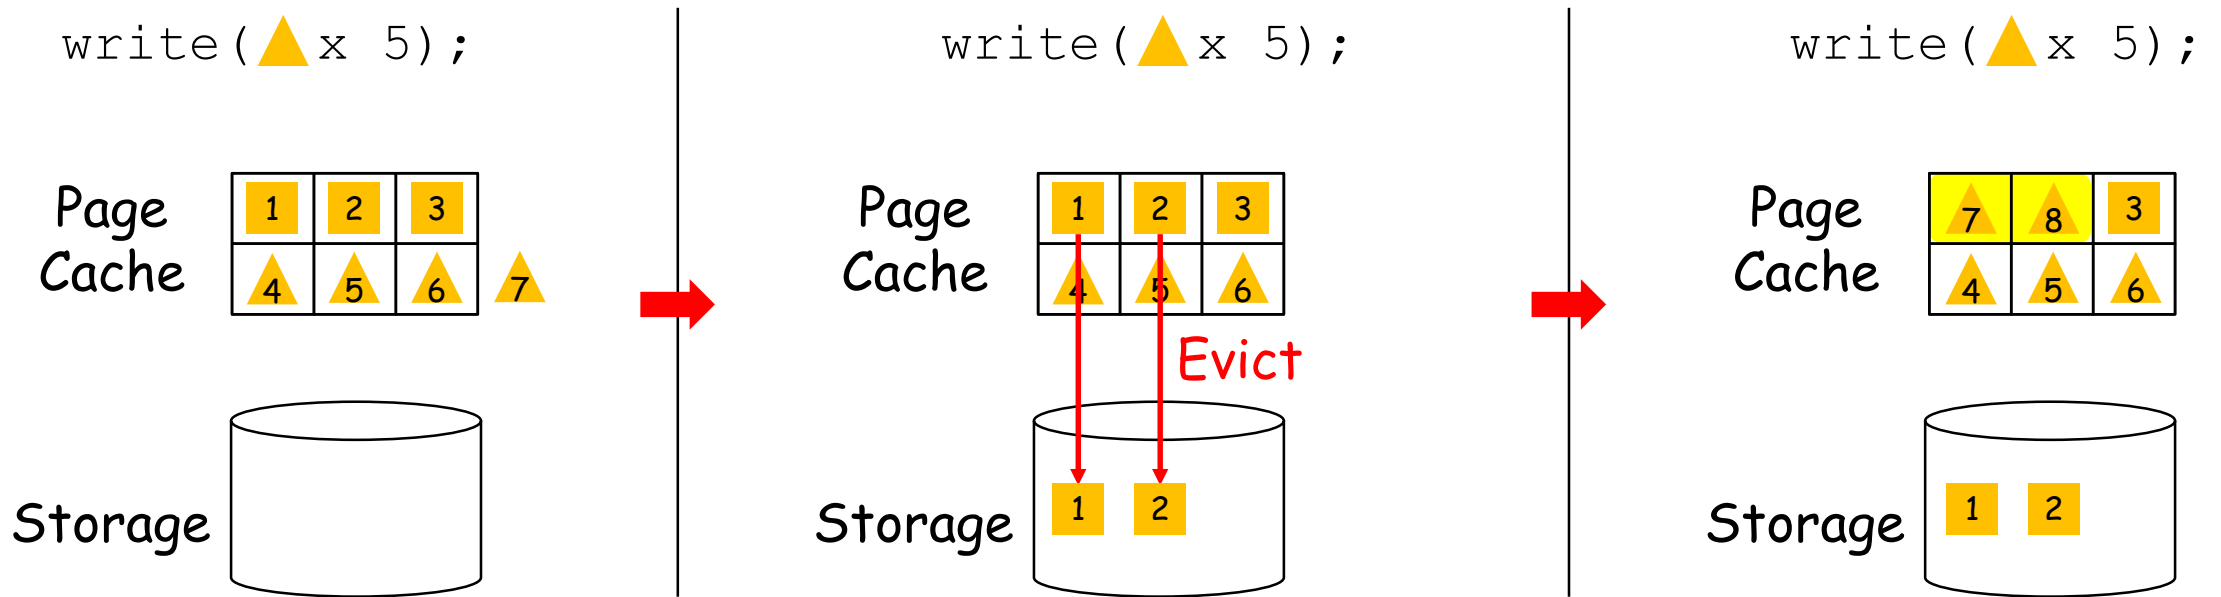 write( x 5);
Page
Cache
1 2 3
4 5 6 7
Storage
write( x 5);
Page
Cache
1 2 3
4 5 6
Evict
Storage
1 2
write( x 5);
Page
Cache
7 8 3
4 5 6
Storage
1 2